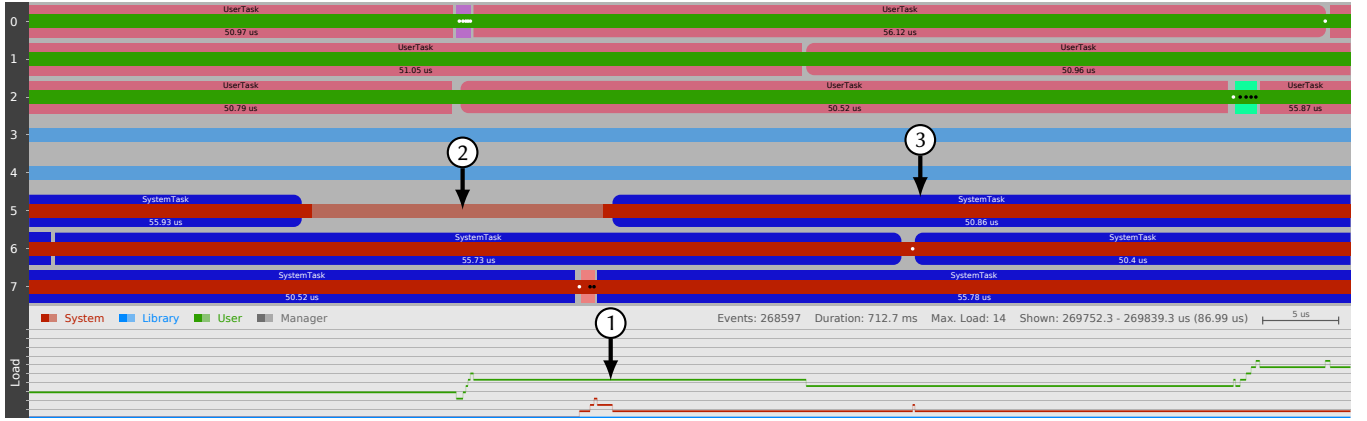 0 UserTask UserTask
50.97 us 56.12 us
1 UserTask UserTask
51.05 us 50.96 us
2 UserTask UserTask UserTask
50.79 us 50.52 us 55.87 us
3
2 3
4
5 SystemTask SystemTask
55.93 us 50.86 us
6 SystemTask SystemTask
55.73 us 50.4 us
7 SystemTask SystemTask
50.52 us 55.78 us
System Library User Manager 1 Events: 268597 Duration: 712.7 ms Max. Load: 14 Shown: 269752.3 - 269839.3 us (86.99 us) 5 us
Load